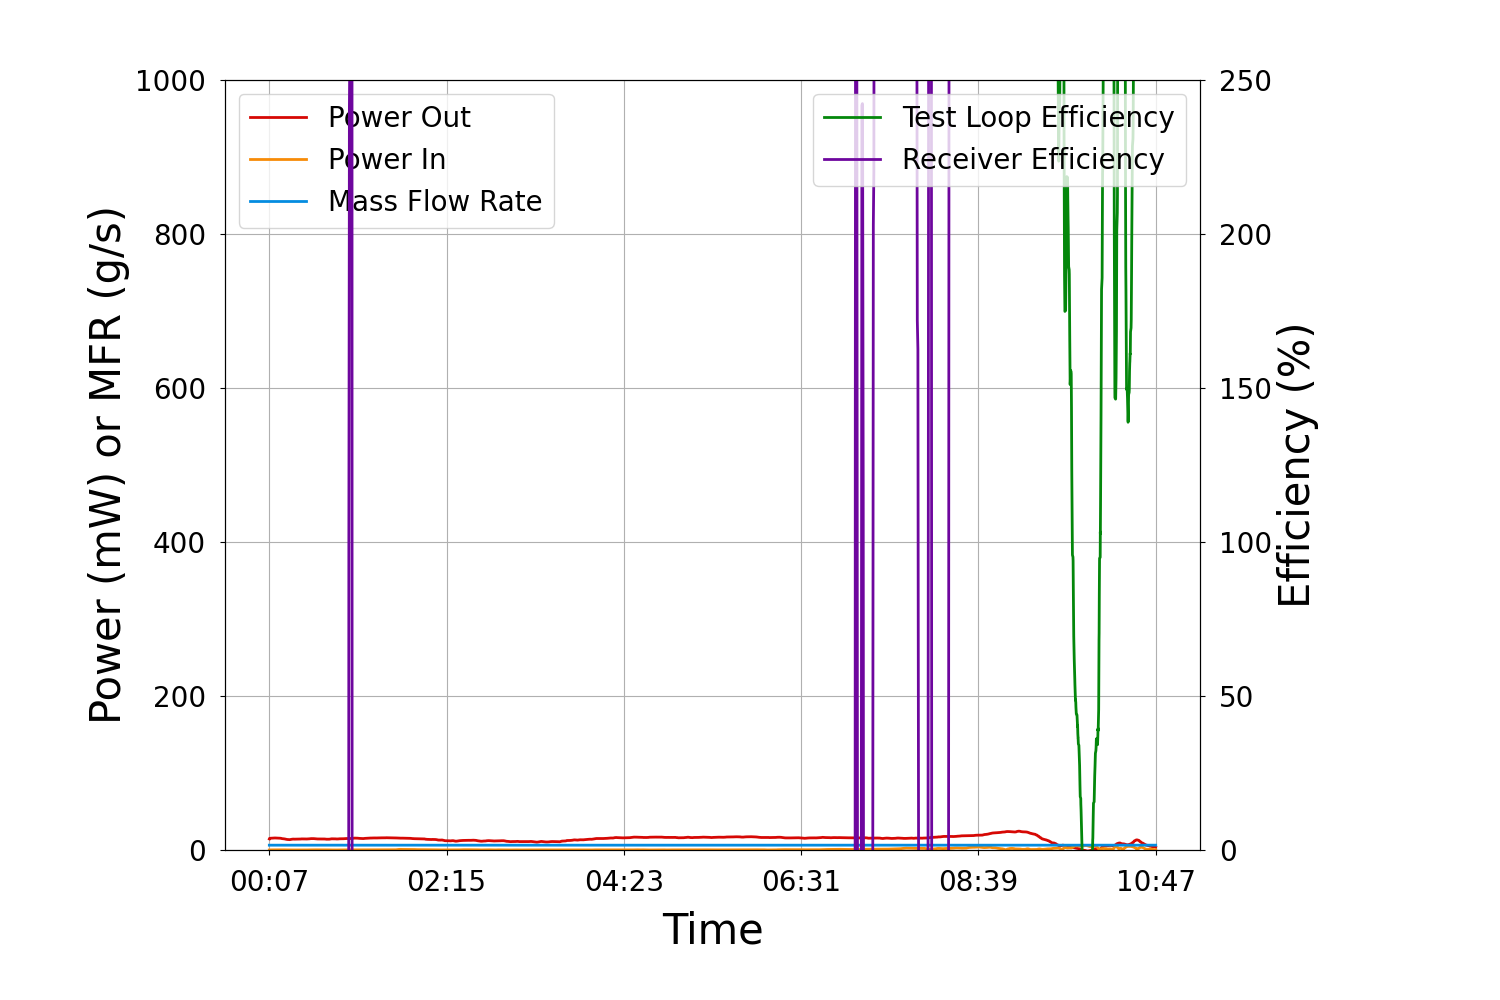 1000
800
600
400
200
0
Power (mW) or MFR (g/s)
Power Out
Power In
Mass Flow Rate
Test Loop Efficiency
Receiver Efficiency
250
200
150
100
50
0
Efficiency (%)
00:07 02:15 04:23 06:31 08:39 10:47
Time